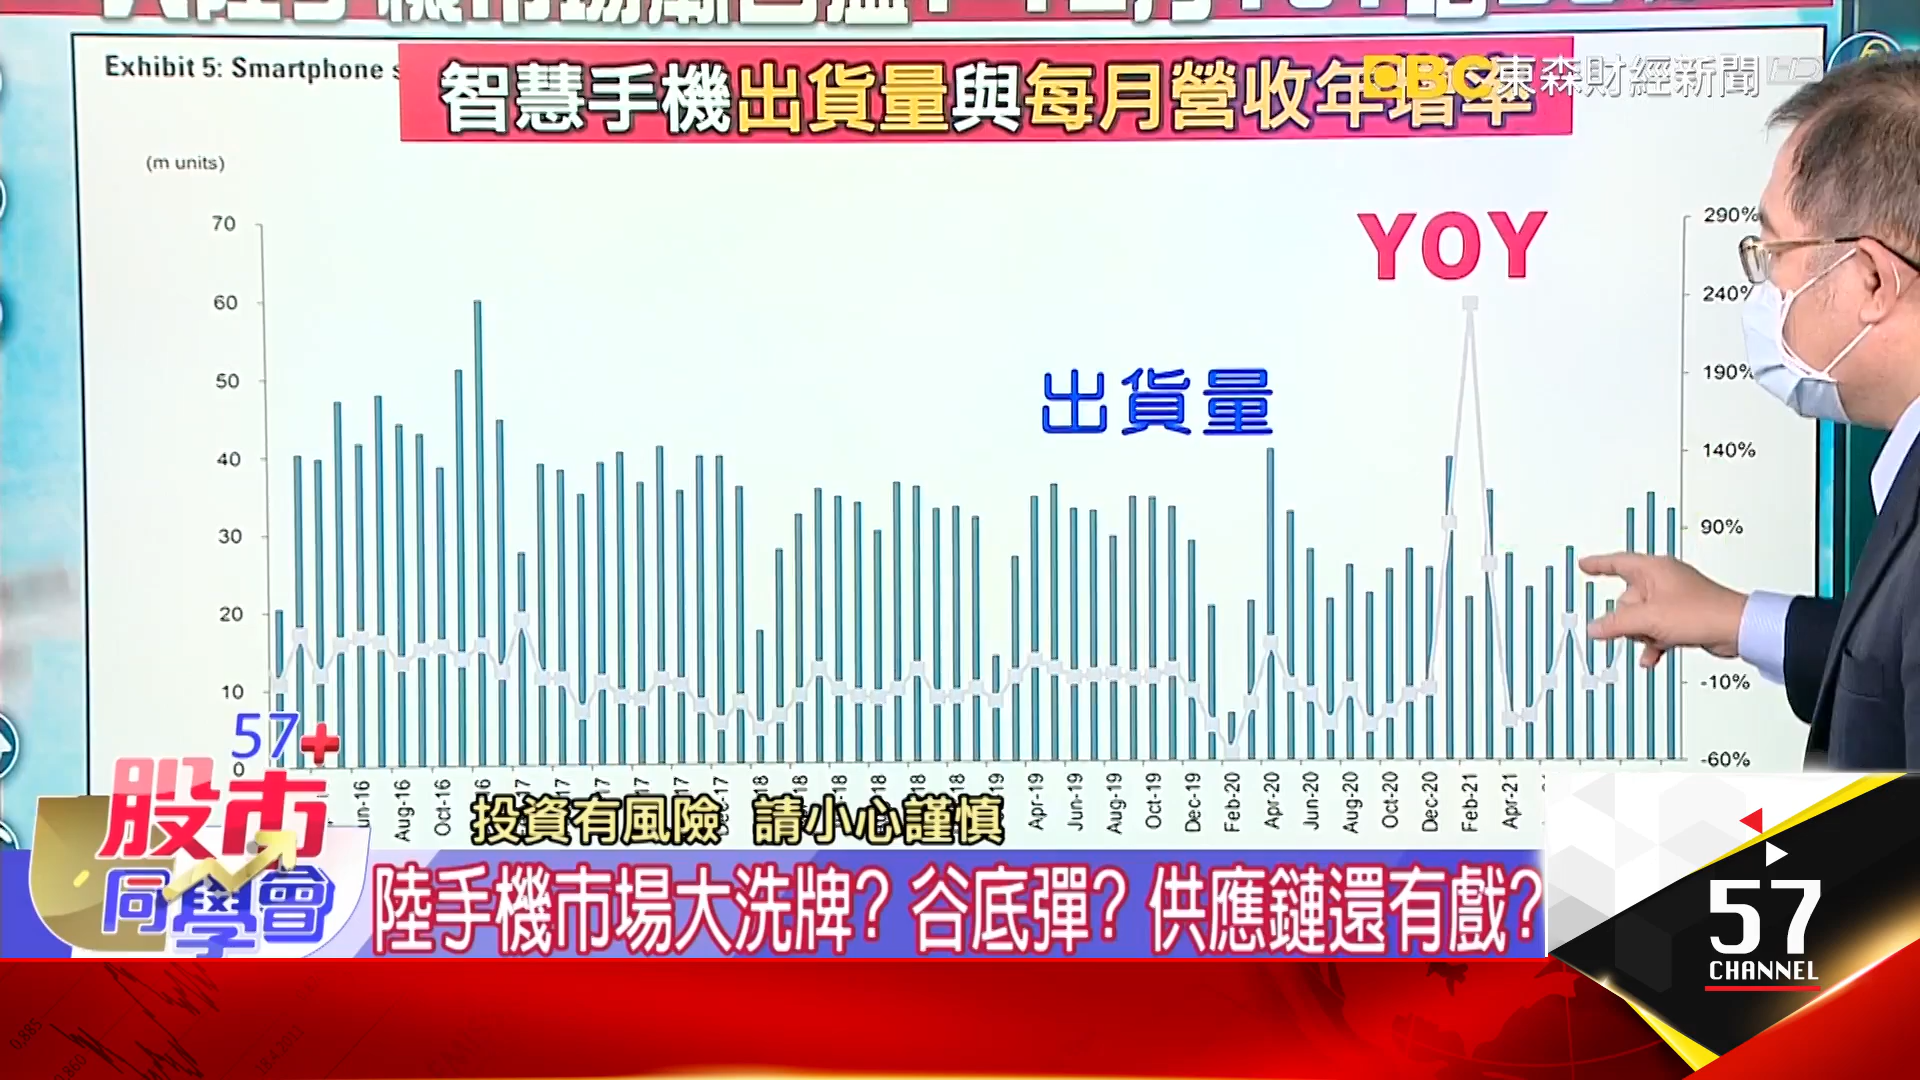 Exhibit 5: Smartphone
智慧手機出貨量與每月營收年增率
東森財經新聞 HD
(m units)
YOY
出貨量
70
60
50
40
30
20
10
0
290%
240%
190%
140%
90%
-10%
-60%
Aug-16
Oct-16
Apr-19
Jun-19
Aug-19
Oct-19
Dec-19
Feb-20
Apr-20
Jun-20
Aug-20
Oct-20
Dec-20
Feb-21
Apr-21
57+
股市
同學會
投資有風險 請小心謹慎
陸手機市場大洗牌? 谷底彈? 供應鏈還有戲?
57
CHANNEL